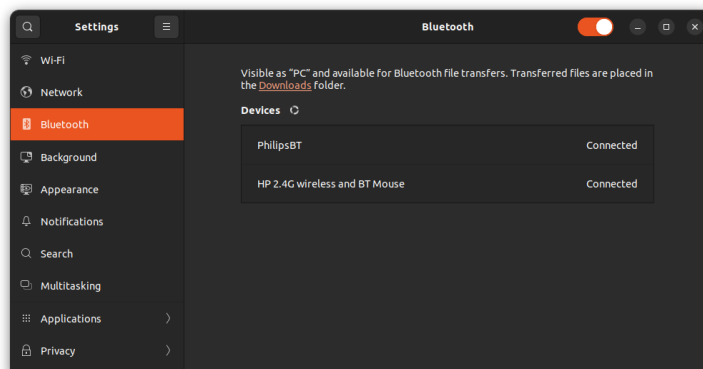 Settings
Bluetooth
Wi-Fi
Network
Bluetooth
Background
Appearance
Notifications
Search
Multitasking
Applications
Privacy
Visible as "PC" and available for Bluetooth file transfers. Transferred files are placed in
the Downloads folder.
Devices
PhilipsBT Connected
HP 2.4G wireless and BT Mouse Connected